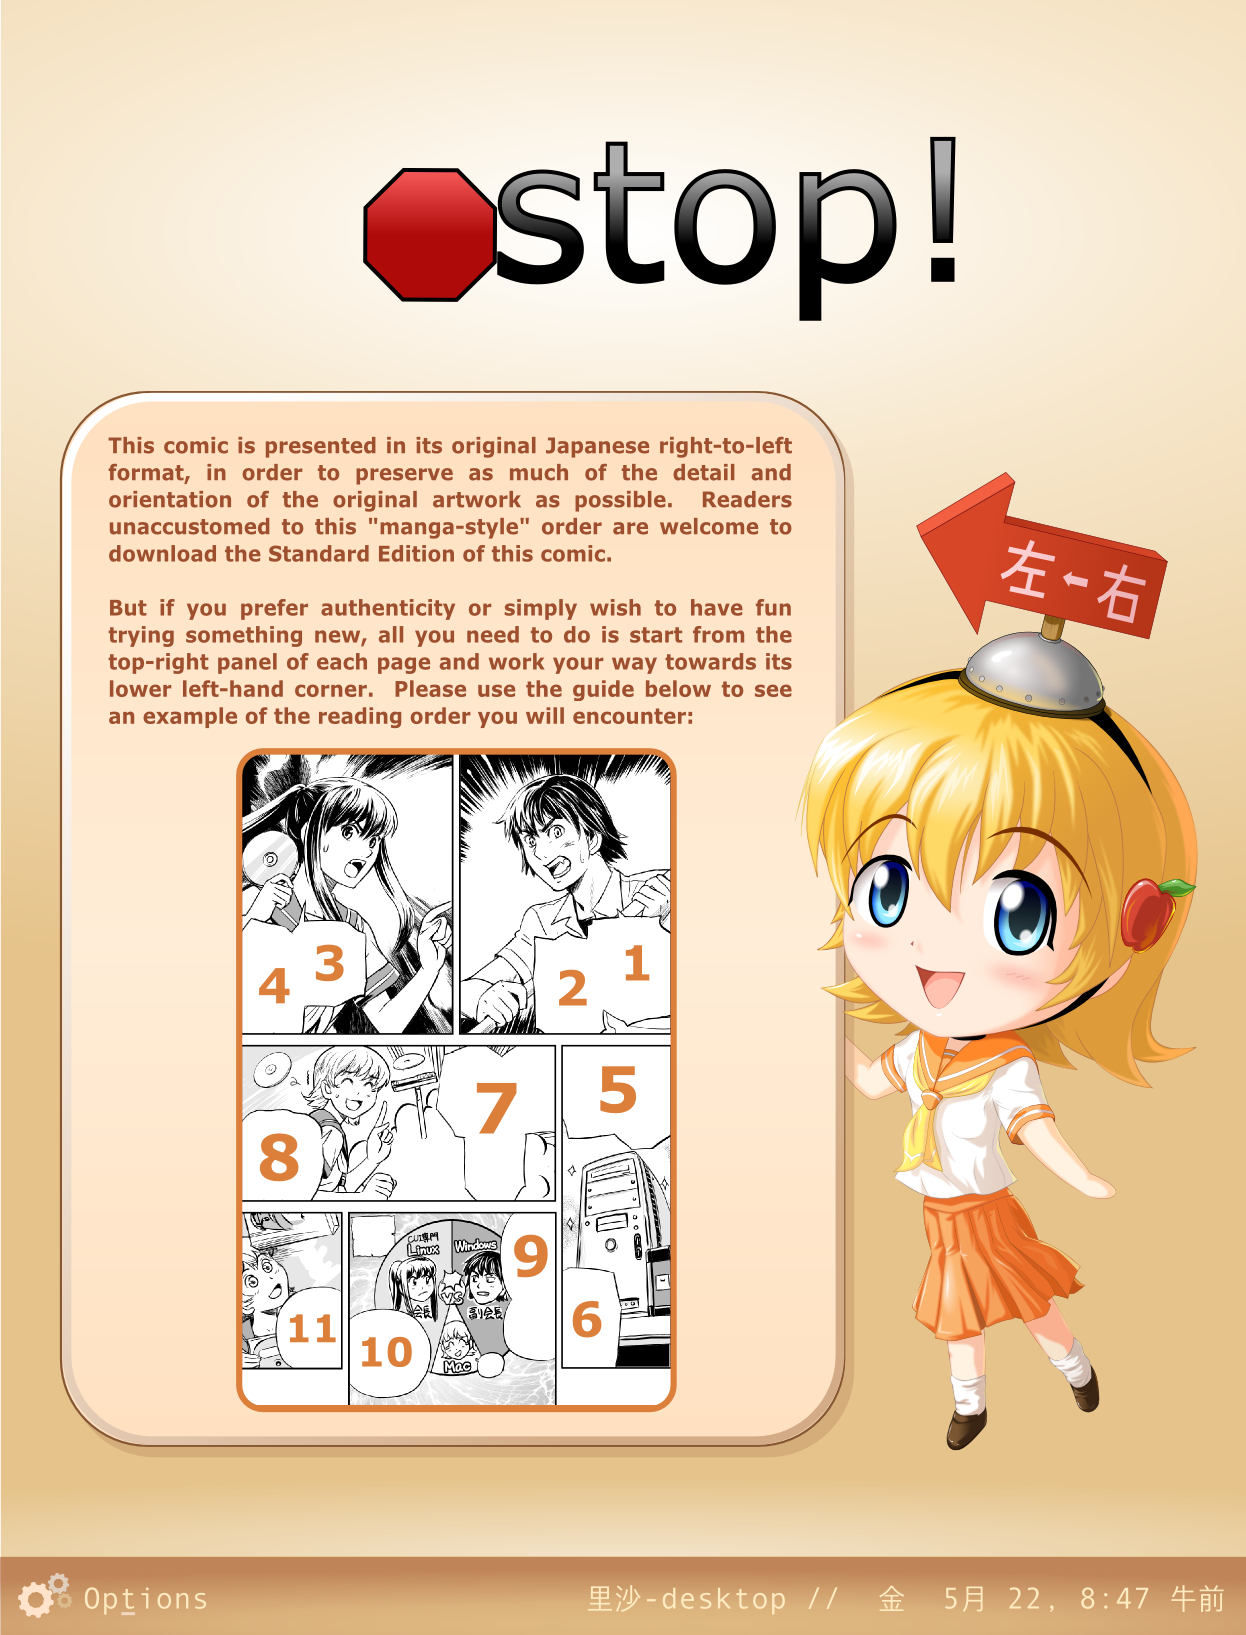 stop!
This comic is presented in its original Japanese right-to-left
format, in order to preserve as much of the detail and
orientation of the original artwork as possible.  Readers
unaccustomed to this "manga-style" order are welcome to
download the Standard Edition of this comic.
But if you prefer authenticity or simply wish to have fun
trying something new, all you need to do is start from the
top-right panel of each page and work your way towards its
lower left-hand corner.  Please use the guide below to see
an example of the reading order you will encounter:
左←右
1
2
3
4
5
6
7
8
9
CUI専門
Linux
Windows
VS
会長
副会長
Mac
10
11
Options
里沙-desktop //  金  5月 22, 8:47 牛前